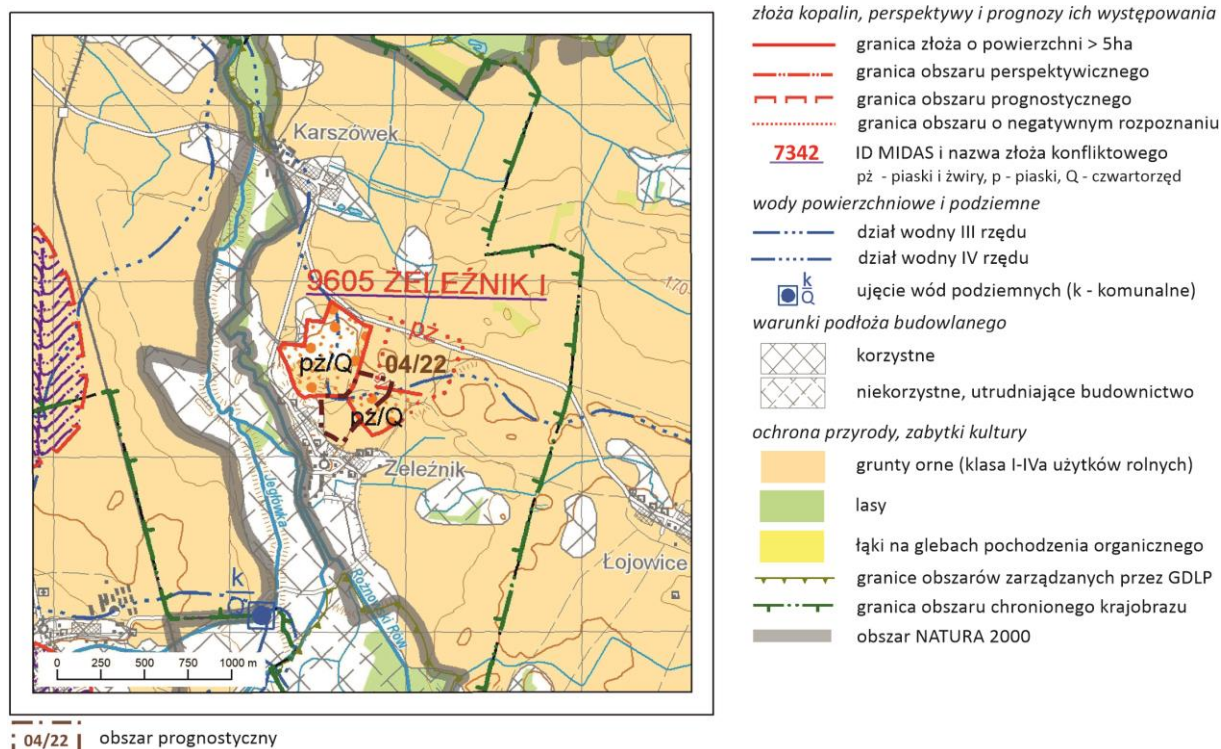 Karszówek
170
9605 ŻELEŹNIK I
pż
pż/Q
04/22
pż/Q
Żeleźnik
Jegłówka
Łojowice
k
Q
Rożnowski Rów
0 250 500 750 1000 m
04/22 obszar prognostyczny
złoża kopalin, perspektywy i prognozy ich występowania
granica złoża o powierzchni > 5ha
granica obszaru perspektywicznego
granica obszaru prognostycznego
granica obszaru o negatywnym rozpoznaniu
7342 ID MIDAS i nazwa złoża konfliktowego
pż - piaski i żwiry, p - piaski, Q - czwartorzęd
wody powierzchniowe i podziemne
dział wodny III rzędu
dział wodny IV rzędu
k
Q
ujęcie wód podziemnych (k - komunalne)
warunki podłoża budowlanego
korzystne
niekorzystne, utrudniające budownictwo
ochrona przyrody, zabytki kultury
grunty orne (klasa I-IVa użytków rolnych)
lasy
łąki na glebach pochodzenia organicznego
granice obszarów zarządzanych przez GDLP
granica obszaru chronionego krajobrazu
obszar NATURA 2000